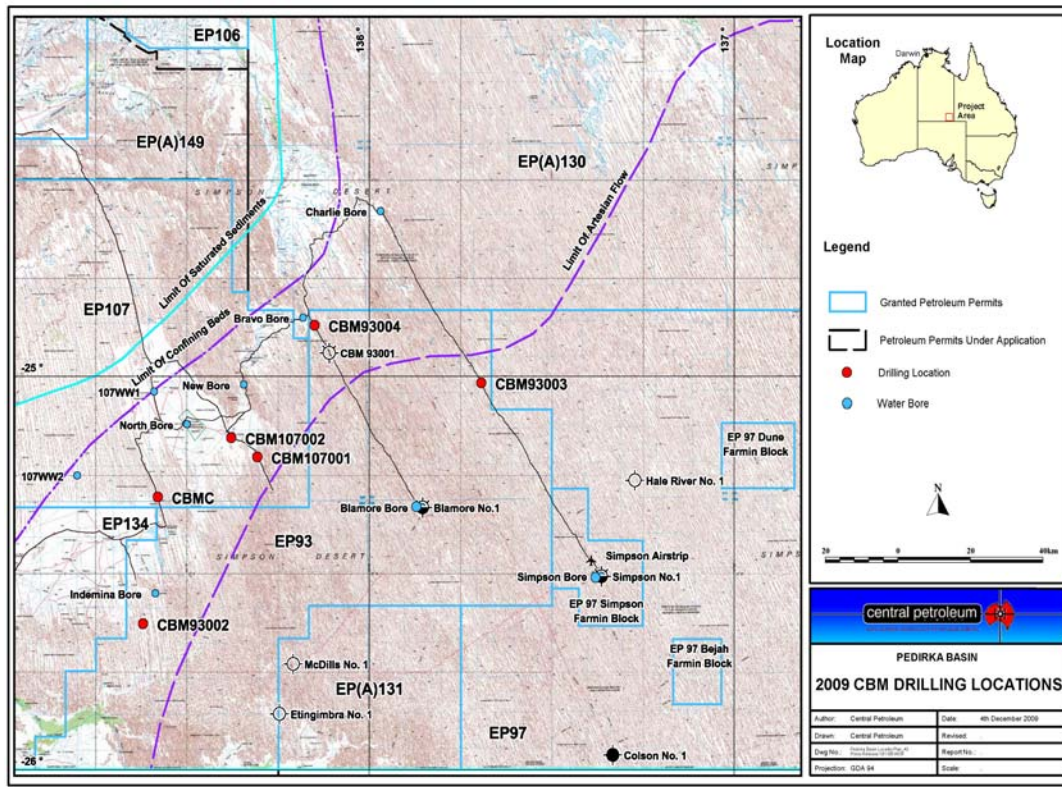 EP106
136°
137°
EP(A)149
EP(A)130
SIMPSON DESERT
SIMPS
Charlie Bore
Limit Of Saturated Sediments
Limit Of Artesian Flow
EP107
Bravo Bore
CBM93004
Limit Of Confining Beds
CBM 93001
-25°
107WW1
New Bore
CBM93003
North Bore
CBM107002
EP 97 Dune
Farmin Block
CBM107001
107WW2
Hale River No. 1
CBMC
Blamore Bore
Blamore No.1
EP134
EP93
SIMPSON DESERT
SIMPS
Simpson Airstrip
Simpson Bore
Simpson No.1
Indemina Bore
EP 97 Simpson
Farmin Block
CBM93002
EP 97 Bejah
Farmin Block
McDills No. 1
EP(A)131
Etingimbra No. 1
EP97
Colson No. 1
-26°
Location
Map
Darwin
Project
Area
Legend
Granted Petroleum Permits
Petroleum Permits Under Application
Drilling Location
Water Bore
N
20 0 20 40km
central petroleum
PEDIRKA BASIN
2009 CBM DRILLING LOCATIONS
Author: Central Petroleum
Date: 4th December 2009
Drawn: Central Petroleum
Revised:
Dwg No.:
Report No.:
Projection: GDA 94
Scale: